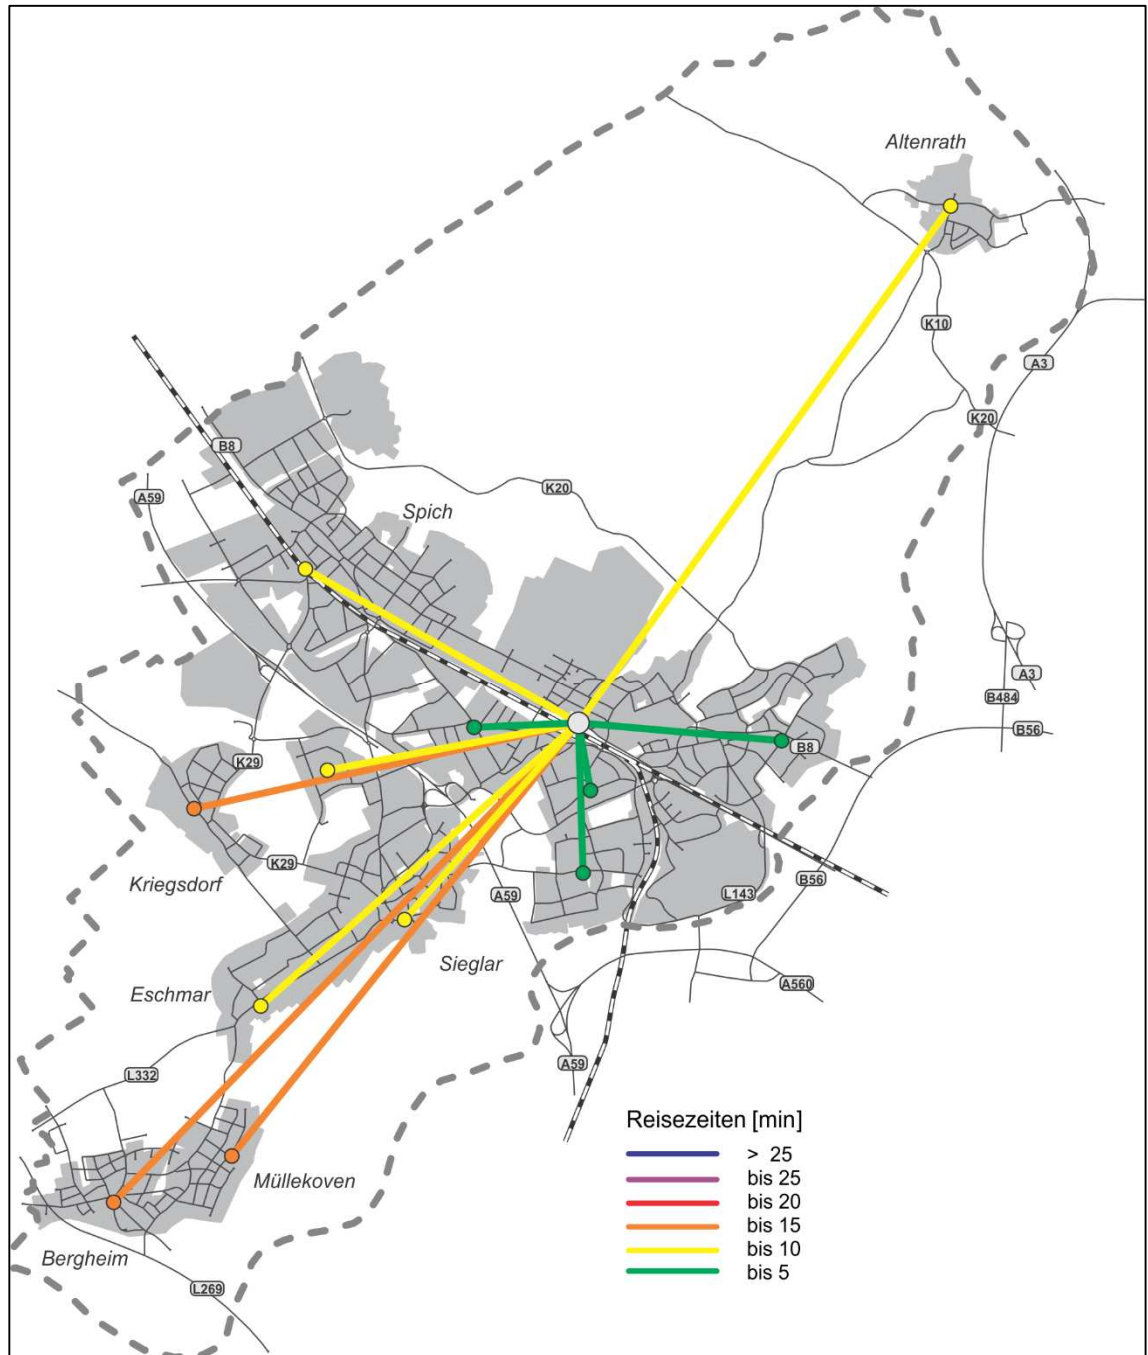 Altenrath
K10
A3
K20
B8
A59
K20
Spich
A3
B484
B56
B8
K29
K29
Kriegsdorf
A59
L143
B56
Sieglar
A560
Eschmar
A59
L332
Reisezeiten [min]
> 25
bis 25
bis 20
bis 15
bis 10
bis 5
Müllekoven
Bergheim
L269